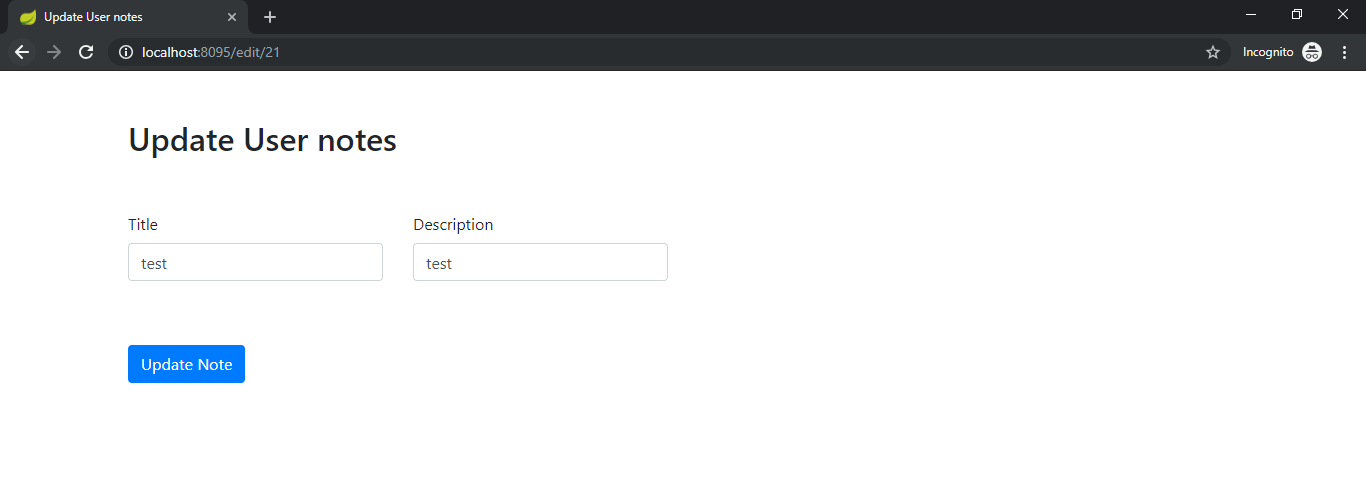 Update User notes
localhost:8095/edit/21
Incognito
Update User notes
Title
Description
test
test
Update Note